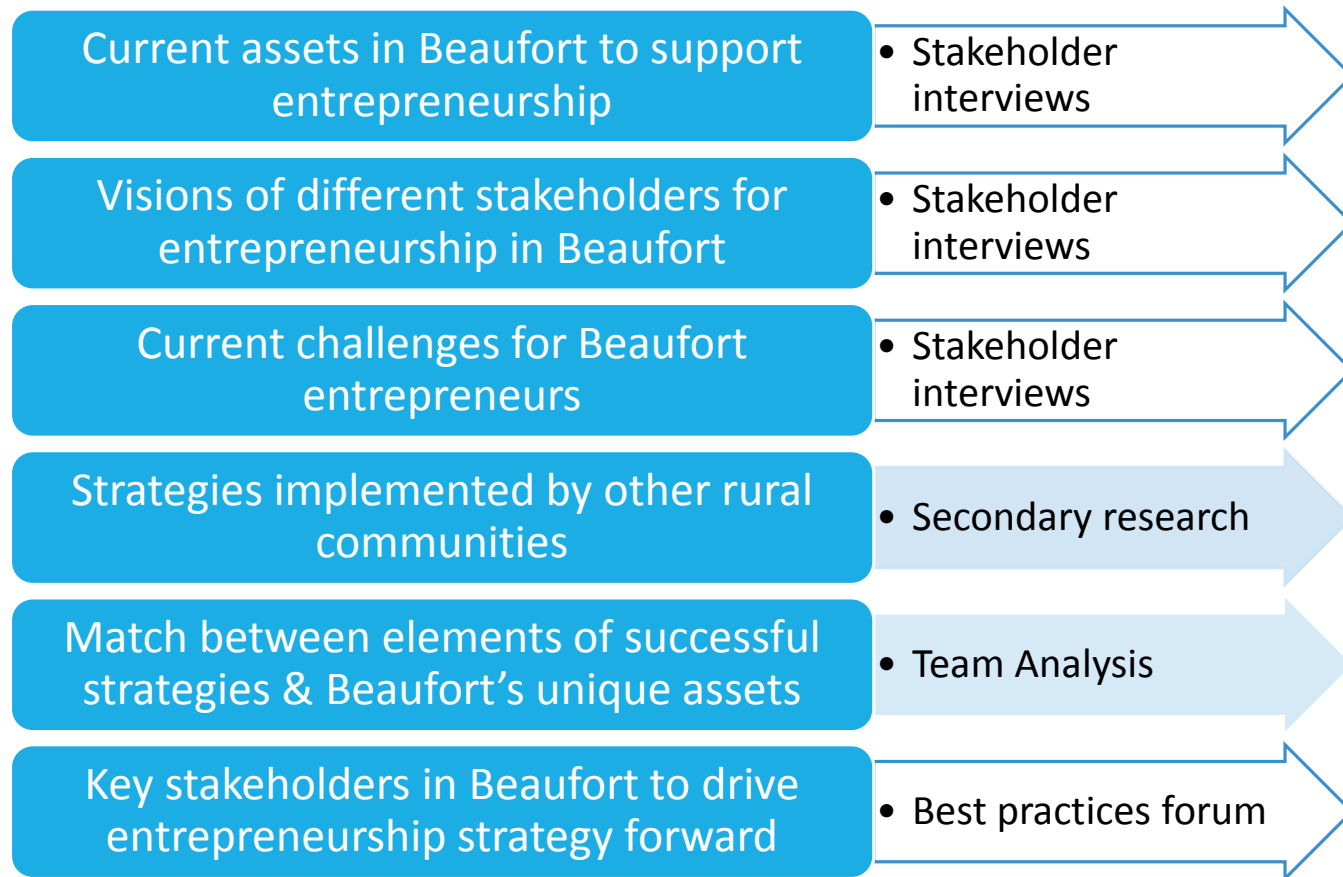 Current assets in Beaufort to support
entrepreneurship
• Stakeholder
interviews
Visions of different stakeholders for
entrepreneurship in Beaufort
• Stakeholder
interviews
Current challenges for Beaufort
entrepreneurs
• Stakeholder
interviews
Strategies implemented by other rural
communities
• Secondary research
Match between elements of successful
strategies & Beaufort’s unique assets
• Team Analysis
Key stakeholders in Beaufort to drive
entrepreneurship strategy forward
• Best practices forum